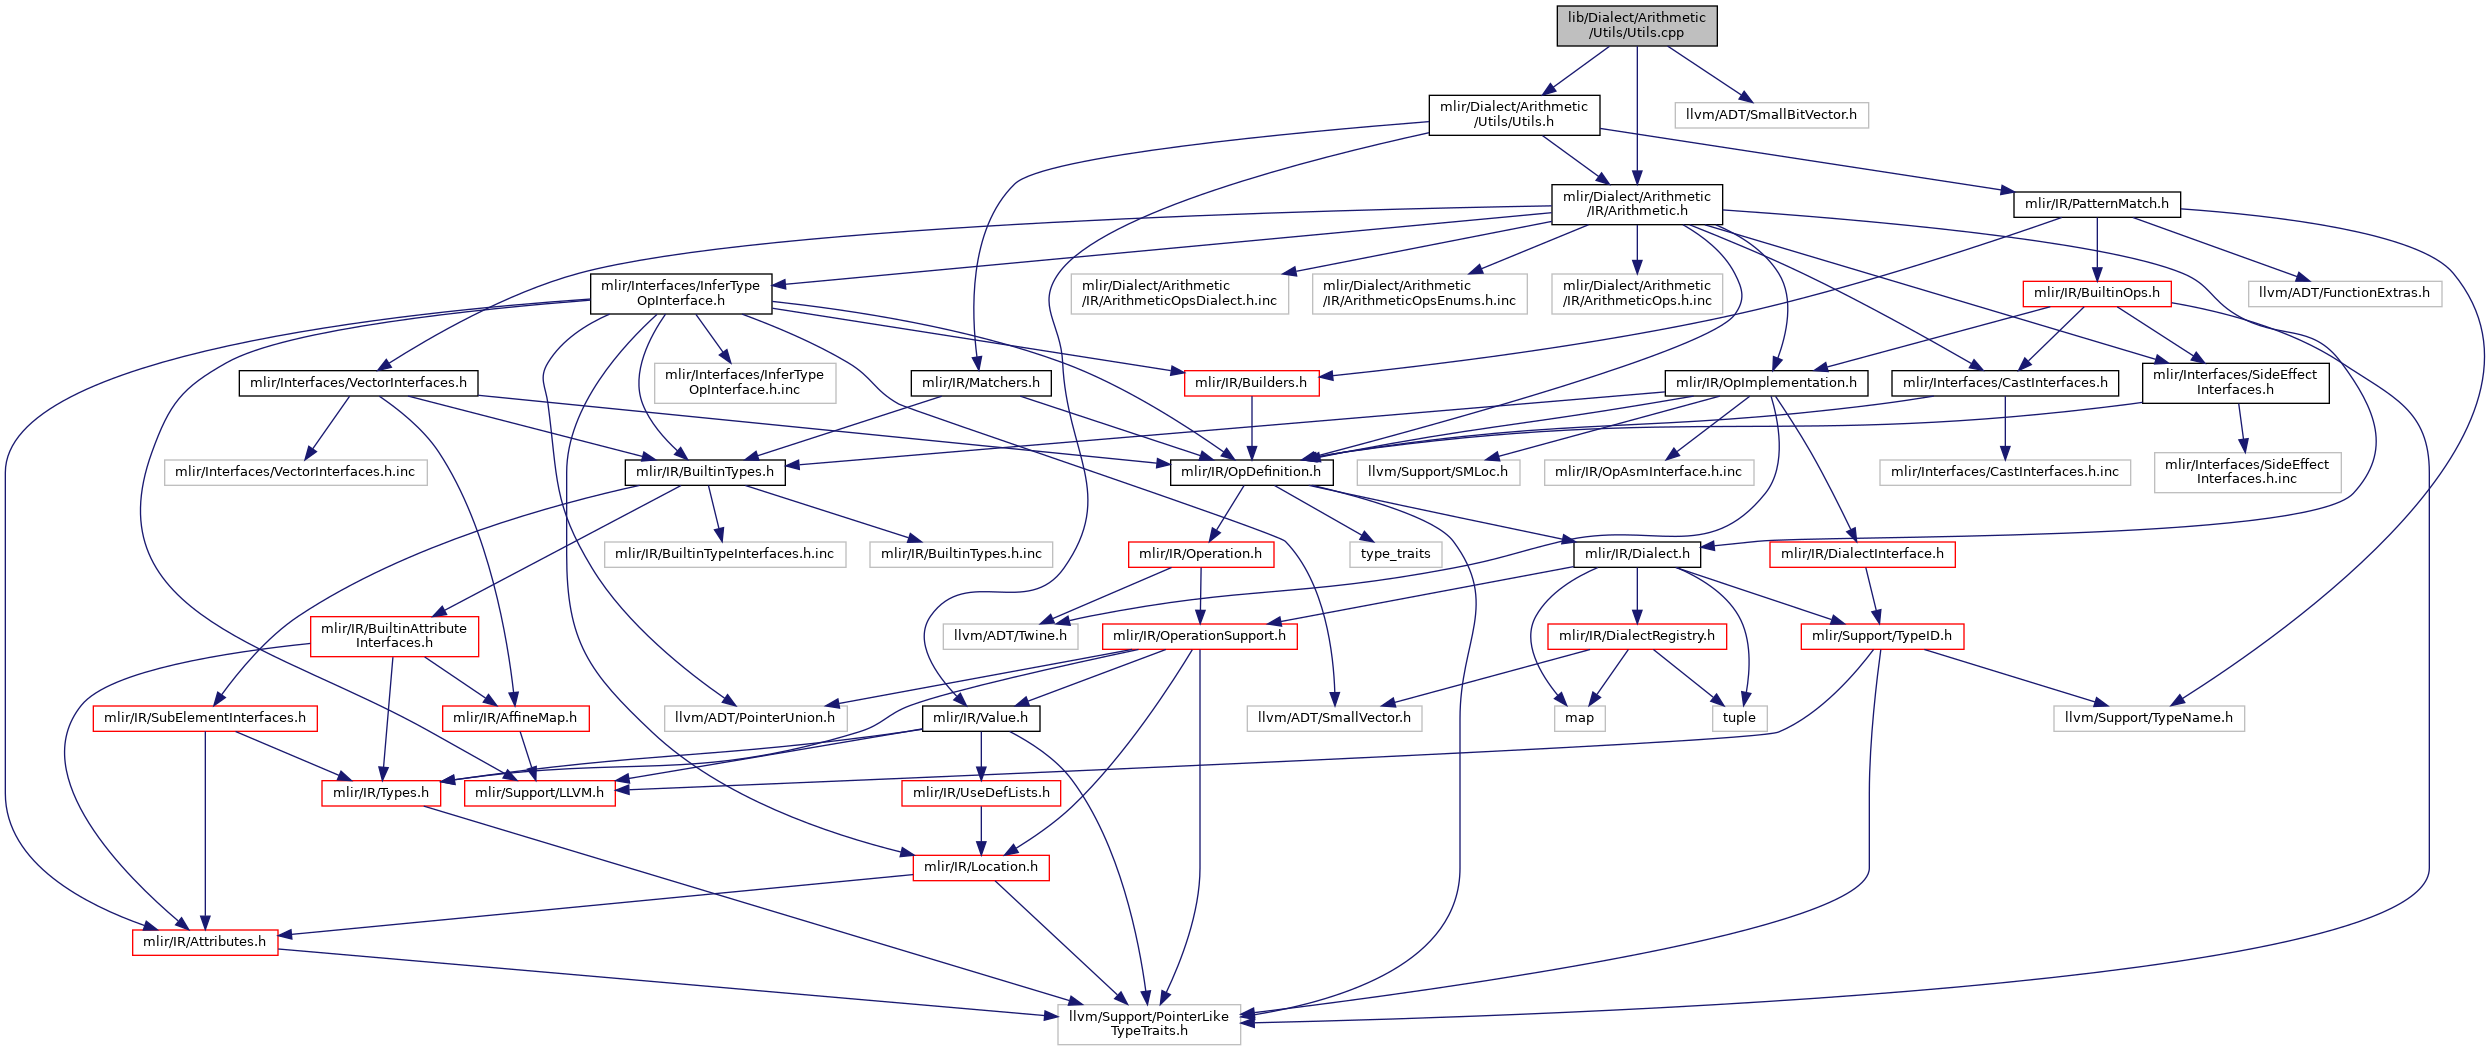 lib/Dialect/Arithmetic
/Utils/Utils.cpp
mlir/Dialect/Arithmetic
/Utils/Utils.h
llvm/ADT/SmallBitVector.h
mlir/Dialect/Arithmetic
/IR/Arithmetic.h
mlir/IR/PatternMatch.h
mlir/Interfaces/InferType
OpInterface.h
mlir/Dialect/Arithmetic
/IR/ArithmeticOpsDialect.h.inc
mlir/Dialect/Arithmetic
/IR/ArithmeticOpsEnums.h.inc
mlir/Dialect/Arithmetic
/IR/ArithmeticOps.h.inc
mlir/IR/BuiltinOps.h
llvm/ADT/FunctionExtras.h
mlir/Interfaces/VectorInterfaces.h
mlir/Interfaces/InferType
OpInterface.h.inc
mlir/IR/Matchers.h
mlir/IR/Builders.h
mlir/IR/OpImplementation.h
mlir/Interfaces/CastInterfaces.h
mlir/Interfaces/SideEffect
Interfaces.h
mlir/Interfaces/VectorInterfaces.h.inc
mlir/IR/BuiltinTypes.h
mlir/IR/OpDefinition.h
llvm/Support/SMLoc.h
mlir/IR/OpAsmInterface.h.inc
mlir/Interfaces/CastInterfaces.h.inc
mlir/Interfaces/SideEffect
Interfaces.h.inc
mlir/IR/BuiltinTypeInterfaces.h.inc
mlir/IR/BuiltinTypes.h.inc
mlir/IR/Operation.h
type_traits
mlir/IR/Dialect.h
mlir/IR/DialectInterface.h
mlir/IR/BuiltinAttribute
Interfaces.h
llvm/ADT/Twine.h
mlir/IR/OperationSupport.h
mlir/IR/DialectRegistry.h
mlir/Support/TypeID.h
mlir/IR/SubElementInterfaces.h
mlir/IR/AffineMap.h
llvm/ADT/PointerUnion.h
mlir/IR/Value.h
llvm/ADT/SmallVector.h
map
tuple
llvm/Support/TypeName.h
mlir/IR/Types.h
mlir/Support/LLVM.h
mlir/IR/UseDefLists.h
mlir/IR/Location.h
mlir/IR/Attributes.h
llvm/Support/PointerLike
TypeTraits.h